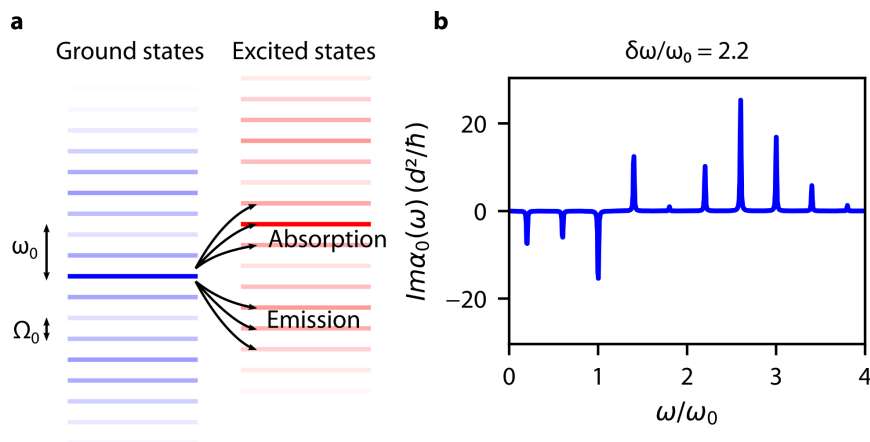 a
Ground states
Excited states
ω₀
Ω₀
Absorption
Emission
b
δω/ω₀ = 2.2
Imα₀(ω) (d²/ħ)
20
0
−20
0
1
2
3
4
ω/ω₀